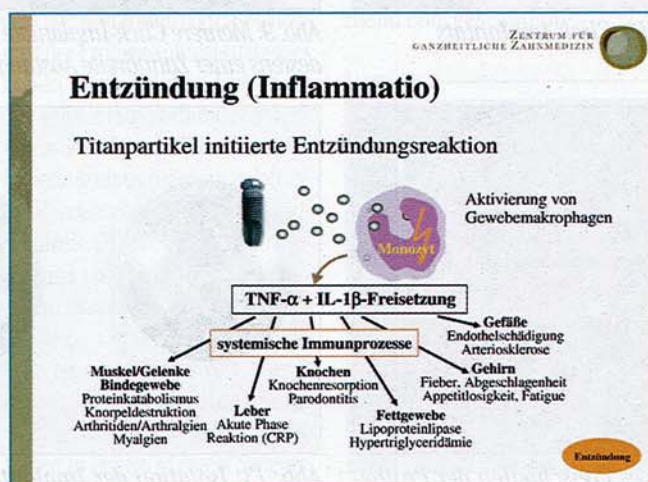 ZENTRUM FÜR
GANZHEITLICHE ZAHNMEDIZIN
Entzündung (Inflammatio)
Titanpartikel initiierte Entzündungsreaktion
Aktivierung von
Gewebemakrophagen
Monozyt
TNF-α + IL-1β-Freisetzung
systemische Immunprozesse
Gefäße
Endothelschädigung
Arteriosklerose
Muskel/Gelenke
Bindegewebe
Proteinkatabolismus
Knorpeldestruktion
Arthritiden/Arthralgien
Myalgien
Leber
Akute Phase
Reaktion (CRP)
Knochen
Knochenresorption
Parodontitis
Fettgewebe
Lipoproteinlipase
Hypertriglyceridämie
Gehirn
Fieber, Abgeschlagenheit
Appetitlosigkeit, Fatigue
Entzündung